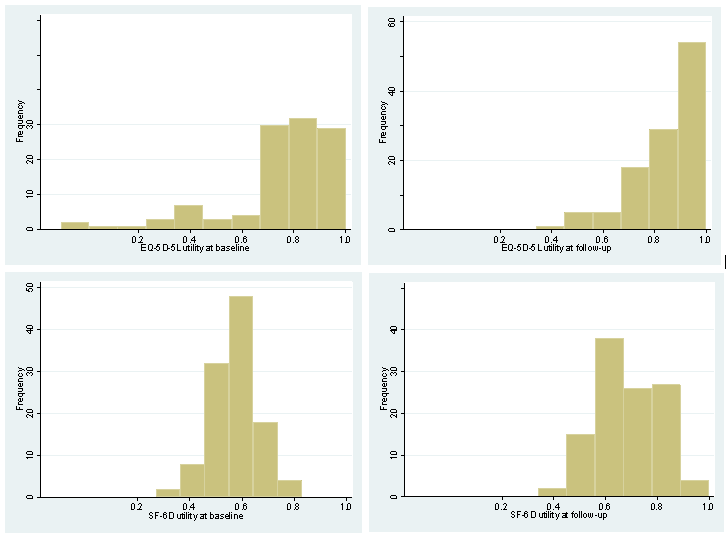 Frequency
30
20
10
0
0.2 0.4 0.6 0.8 1.0
EQ-5D-5L utility at baseline
Frequency
60
40
20
0
0.2 0.4 0.6 0.8 1.0
EQ-5D-5L utility at follow-up
Frequency
50
40
30
20
10
0
0.2 0.4 0.6 0.8 1.0
SF-6D utility at baseline
Frequency
40
30
20
10
0
0.2 0.4 0.6 0.8 1.0
SF-6D utility at follow-up